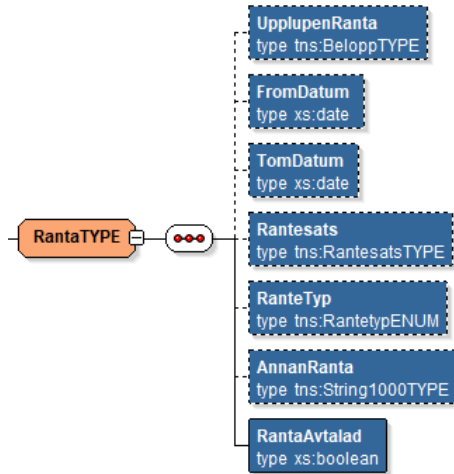 UpplupenRanta
type tns:BeloppTYPE
FromDatum
type xs:date
TomDatum
type xs:date
RantaTYPE
Rantesats
type tns:RantesatsTYPE
RanteTyp
type tns:RantetypENUM
AnnanRanta
type tns:String1000TYPE
RantaAvtalad
type xs:boolean